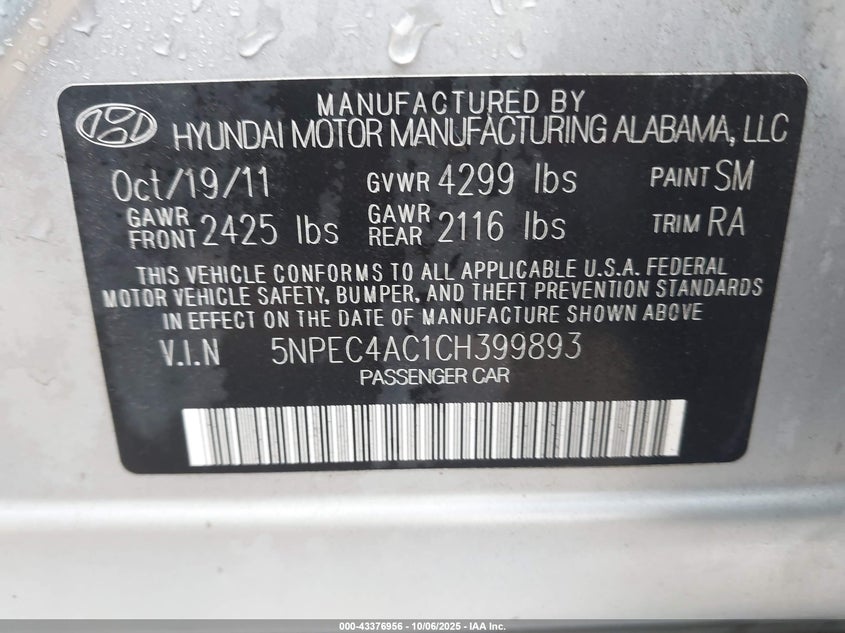 MANUFACTURED BY
HYUNDAI MOTOR MANUFACTURING ALABAMA, LLC
Oct/19/11 GVWR 4299 lbs PAINT SM
GAWR FRONT 2425 lbs GAWR REAR 2116 lbs TRIM RA
THIS VEHICLE CONFORMS TO ALL APPLICABLE U.S.A. FEDERAL
MOTOR VEHICLE SAFETY, BUMPER, AND THEFT PREVENTION STANDARDS
IN EFFECT ON THE DATE OF MANUFACTURE SHOWN ABOVE
V.I.N 5NPEC4AC1CH399893
PASSENGER CAR
000-43376956 - 10/06/2025 - IAA Inc.